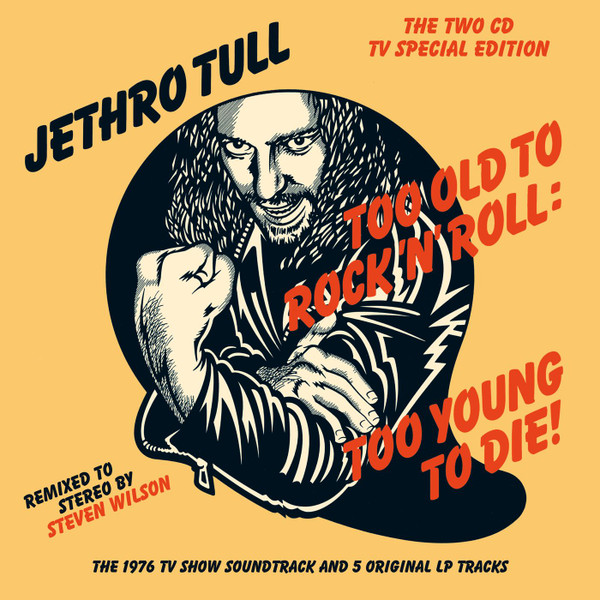 JETHRO TULL
THE TWO CD
TV SPECIAL EDITION
TOO OLD TO
ROCK 'N' ROLL:
TOO YOUNG
TO DIE!
REMIXED TO
STEREO BY
STEVEN WILSON
THE 1976 TV SHOW SOUNDTRACK AND 5 ORIGINAL LP TRACKS